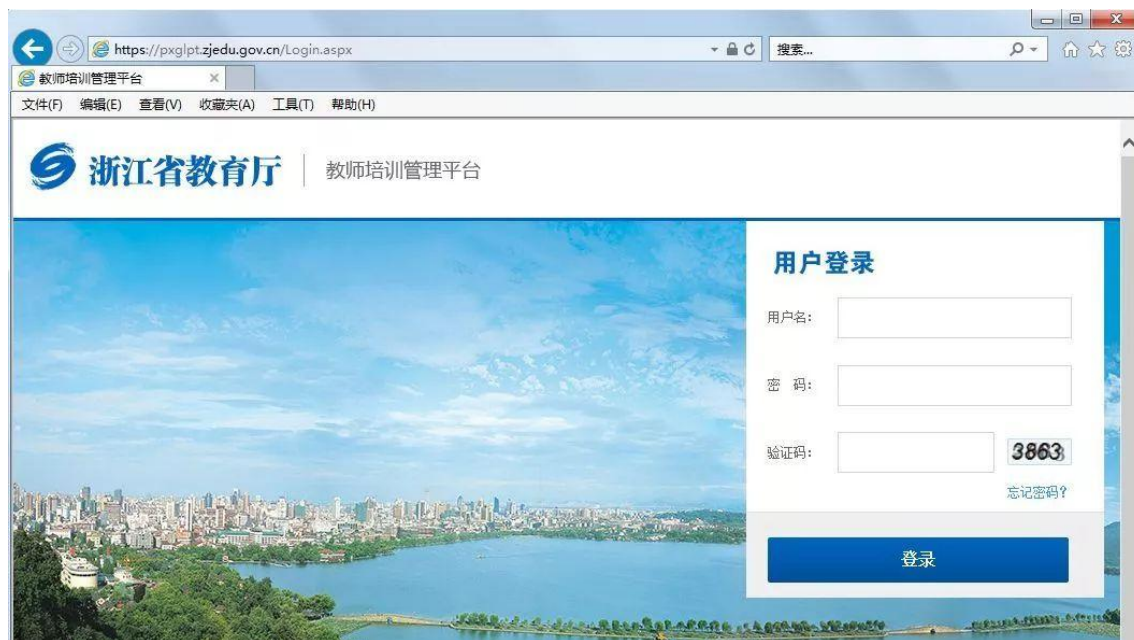 https://pxglpt.zjedu.gov.cn/Login.aspx
搜索...
教师培训管理平台
文件(F) 编辑(E) 查看(V) 收藏夹(A) 工具(T) 帮助(H)
浙江省教育厅 教师培训管理平台
用户登录
用户名:
密 码:
验证码: 3863
忘记密码?
登录